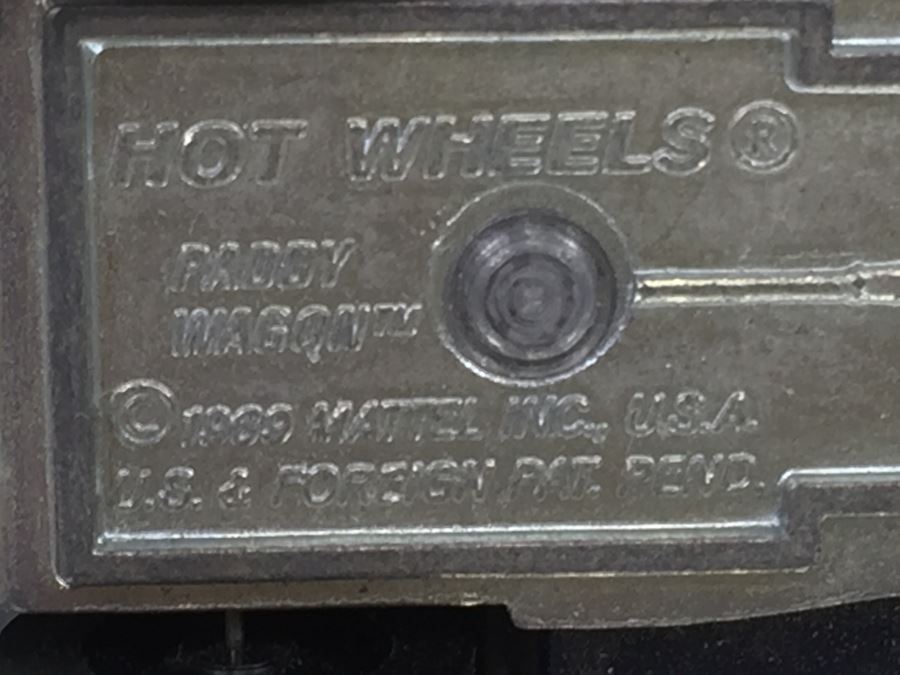 HOT WHEELS®
PADDY
WAGON™
© 1969 MATTEL INC., U.S.A.
U.S. & FOREIGN PAT. PEND.